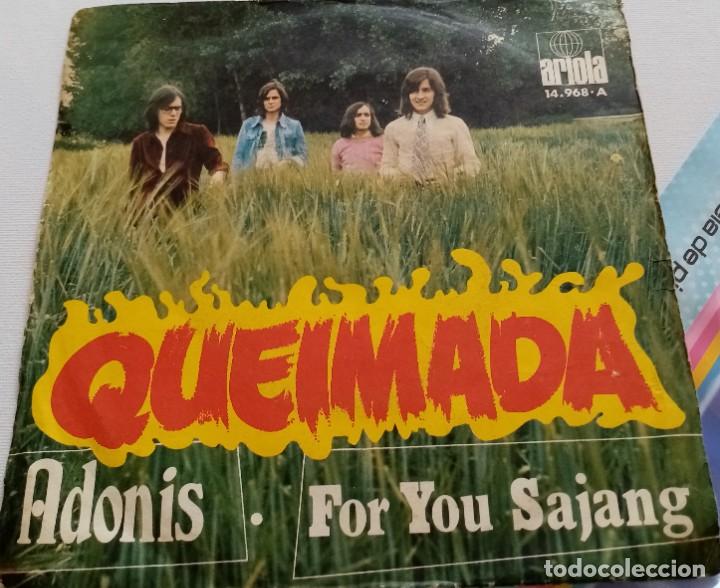 ariola
14.968-A
QUEIMADA
Adonis . For You Sajang
todocoleccion